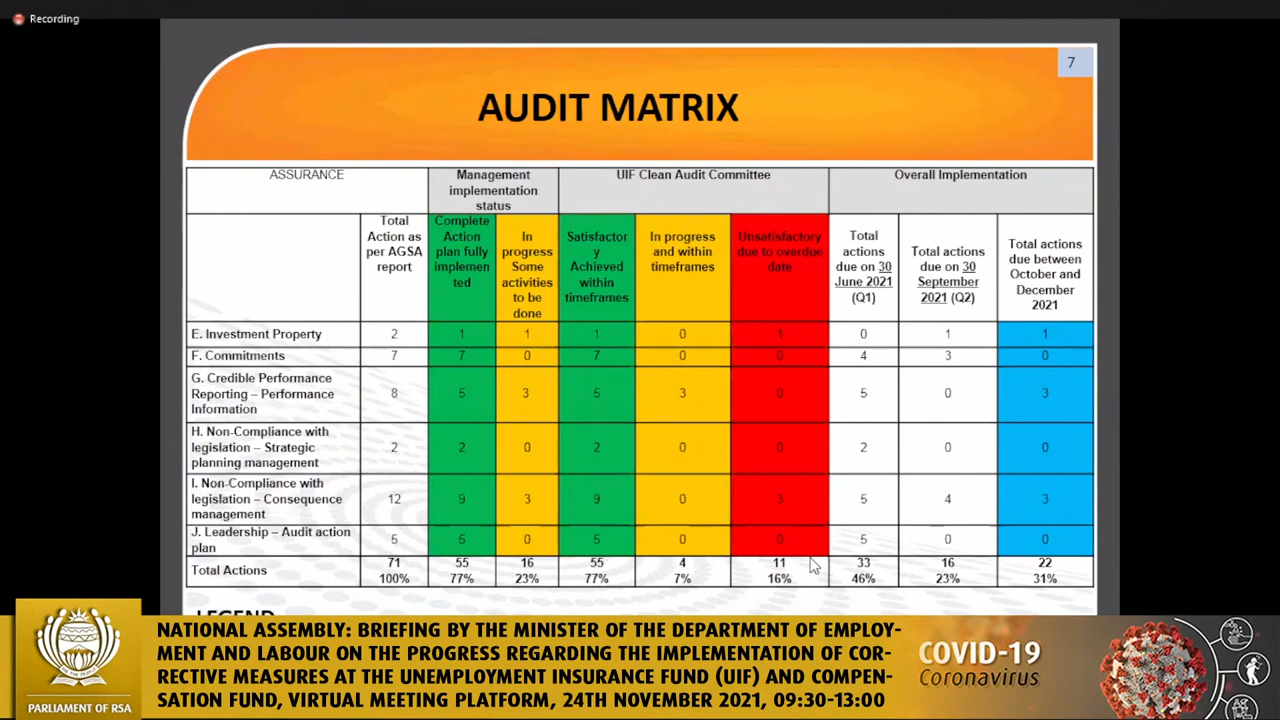 Recording
7
AUDIT MATRIX
ASSURANCE
Management
implementation
status
UIF Clean Audit Committee
Overall Implementation
Total
Action as
per AGSA
report
Complete
Action
plan fully
implemen
ted
In
progress
Some
activities
to be
done
Satisfactor
y
Achieved
within
timeframes
In progress
and within
timeframes
Unsatisfactory
due to overdue
date
Total
actions
due on 30
June 2021
(Q1)
Total actions
due on 30
September
2021 (Q2)
Total actions
due between
October and
December
2021
E. Investment Property 2 1 1 1 0 1 0 1 1
F. Commitments 7 7 0 7 0 0 4 3 0
G. Credible Performance
Reporting – Performance 8 5 3 5 3 0 5 0 3
Information
H. Non-Compliance with
legislation – Strategic 2 2 0 2 0 0 2 0 0
planning management
I. Non-Compliance with
legislation – Consequence 12 9 3 9 0 3 5 4 3
management
J. Leadership – Audit action 5 5 0 5 0 0 5 0 0
plan
Total Actions
71 55 16 55 4 11 33 16 22
100% 77% 23% 77% 7% 16% 46% 23% 31%
LEGEND
NATIONAL ASSEMBLY: BRIEFING BY THE MINISTER OF THE DEPARTMENT OF EMPLOY-
MENT AND LABOUR ON THE PROGRESS REGARDING THE IMPLEMENTATION OF COR-
RECTIVE MEASURES AT THE UNEMPLOYMENT INSURANCE FUND (UIF) AND COMPEN-
SATION FUND, VIRTUAL MEETING PLATFORM, 24TH NOVEMBER 2021, 09:30-13:00
PARLIAMENT OF RSA
COVID-19
Coronavirus